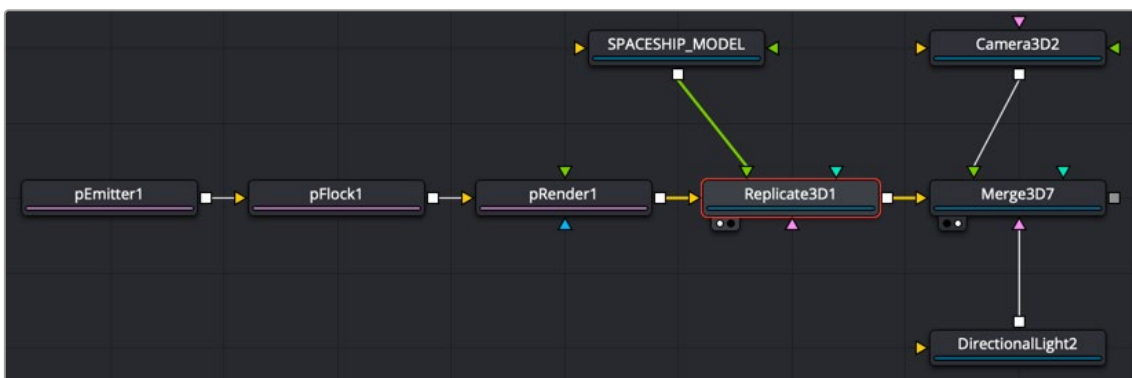 SPACESHIP_MODEL
Camera3D2
pEmitter1
pFlock1
pRender1
Replicate3D1
Merge3D7
DirectionalLight2